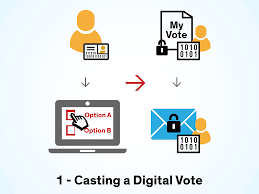 My
Vote
1010
0101
Option A
Option B
1010
0101
1 - Casting a Digital Vote